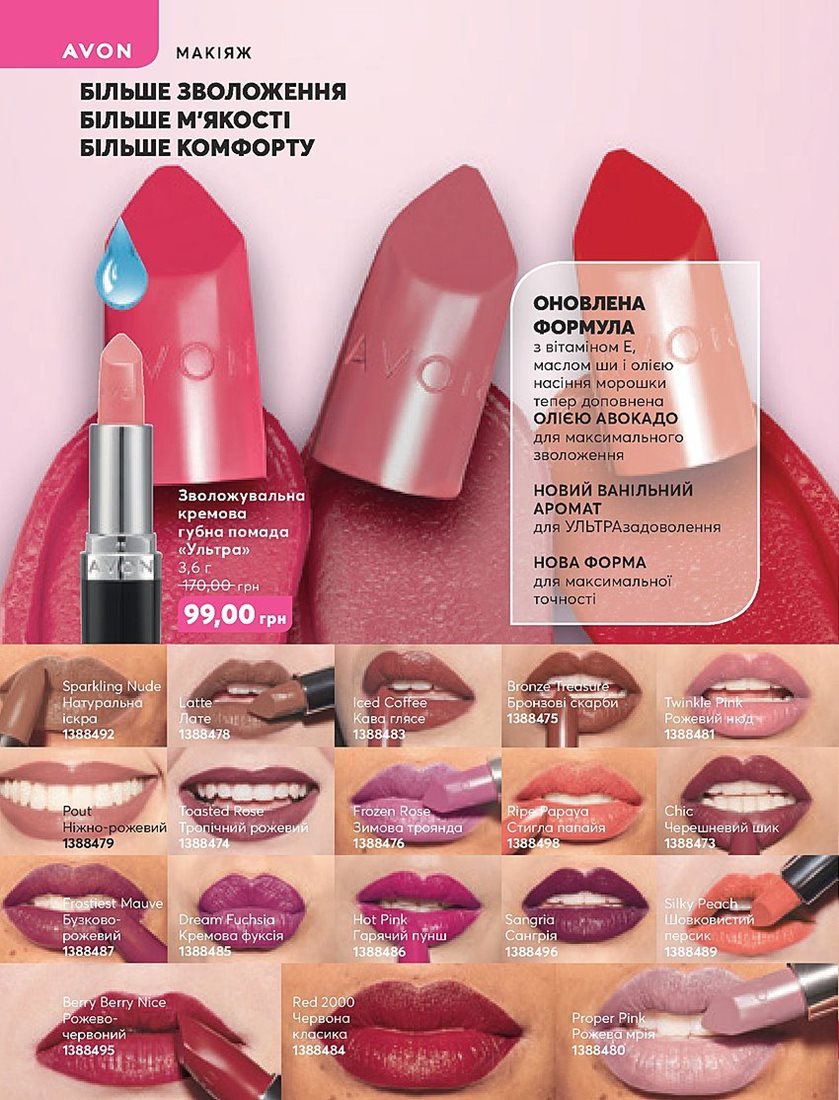 AVON
МАКІЯЖ
БІЛЬШЕ ЗВОЛОЖЕННЯ
БІЛЬШЕ М'ЯКОСТІ
БІЛЬШЕ КОМФОРТУ
AVON
AVON
ОНОВЛЕНА
ФОРМУЛА
з вітаміном Е,
маслом ши і олією
насіння морошки
тепер доповнена
ОЛІЄЮ АВОКАДО
для максимального
зволоження
НОВИЙ ВАНІЛЬНИЙ
АРОМАТ
для УЛЬТРАзадоволення
НОВА ФОРМА
для максимальної
точності
Зволожувальна
кремова
губна помада
«Ультра»
3,6 г
170,00 грн
99,00 грн
AVON
Sparkling Nude
Натуральна
іскра
1388492
Latte
Лате
1388478
Iced Coffee
Кава глясе
1388483
Bronze Treasure
Бронзові скарби
1388475
Twinkle Pink
Рожевий нюд
1388481
Pout
Ніжно-рожевий
1388479
Toasted Rose
Тропічний рожевий
1388474
Frozen Rose
Зимова троянда
1388476
Ripe Papaya
Стигла папайя
1388498
Chic
Черешневий шик
1388473
Frostiest Mauve
Бузково-
рожевий
1388487
Dream Fuchsia
Кремова фуксія
1388485
Hot Pink
Гарячий пунш
1388486
Sangria
Сангрія
1388496
Silky Peach
Шовковистий
персик
1388489
Berry Berry Nice
Рожево-
червоний
1388495
Red 2000
Червона
класика
1388484
Proper Pink
Рожева мрія
1388480